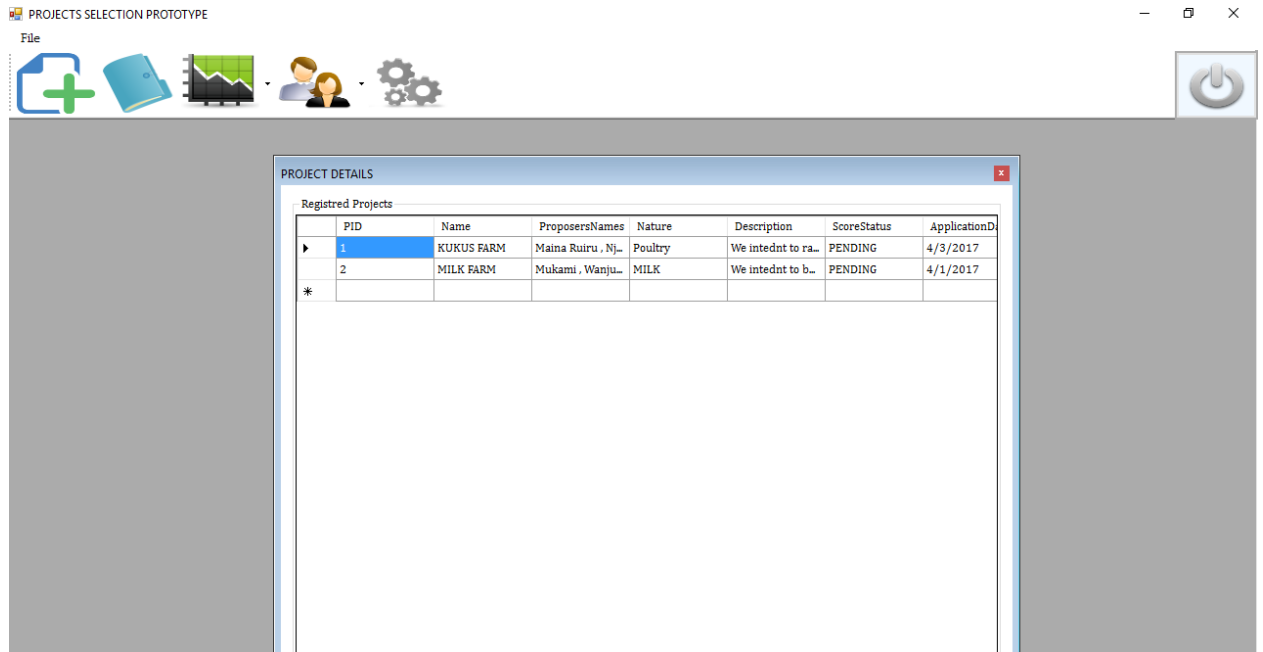 PROJECTS SELECTION PROTOTYPE
File
PROJECT DETAILS
x
Registred Projects
PID Name ProposersNames Nature Description ScoreStatus ApplicationDa
1 KUKUS FARM Maina Ruiru , Nj... Poultry We intednt to ra... PENDING 4/3/2017
2 MILK FARM Mukami , Wanju... MILK We intednt to b... PENDING 4/1/2017